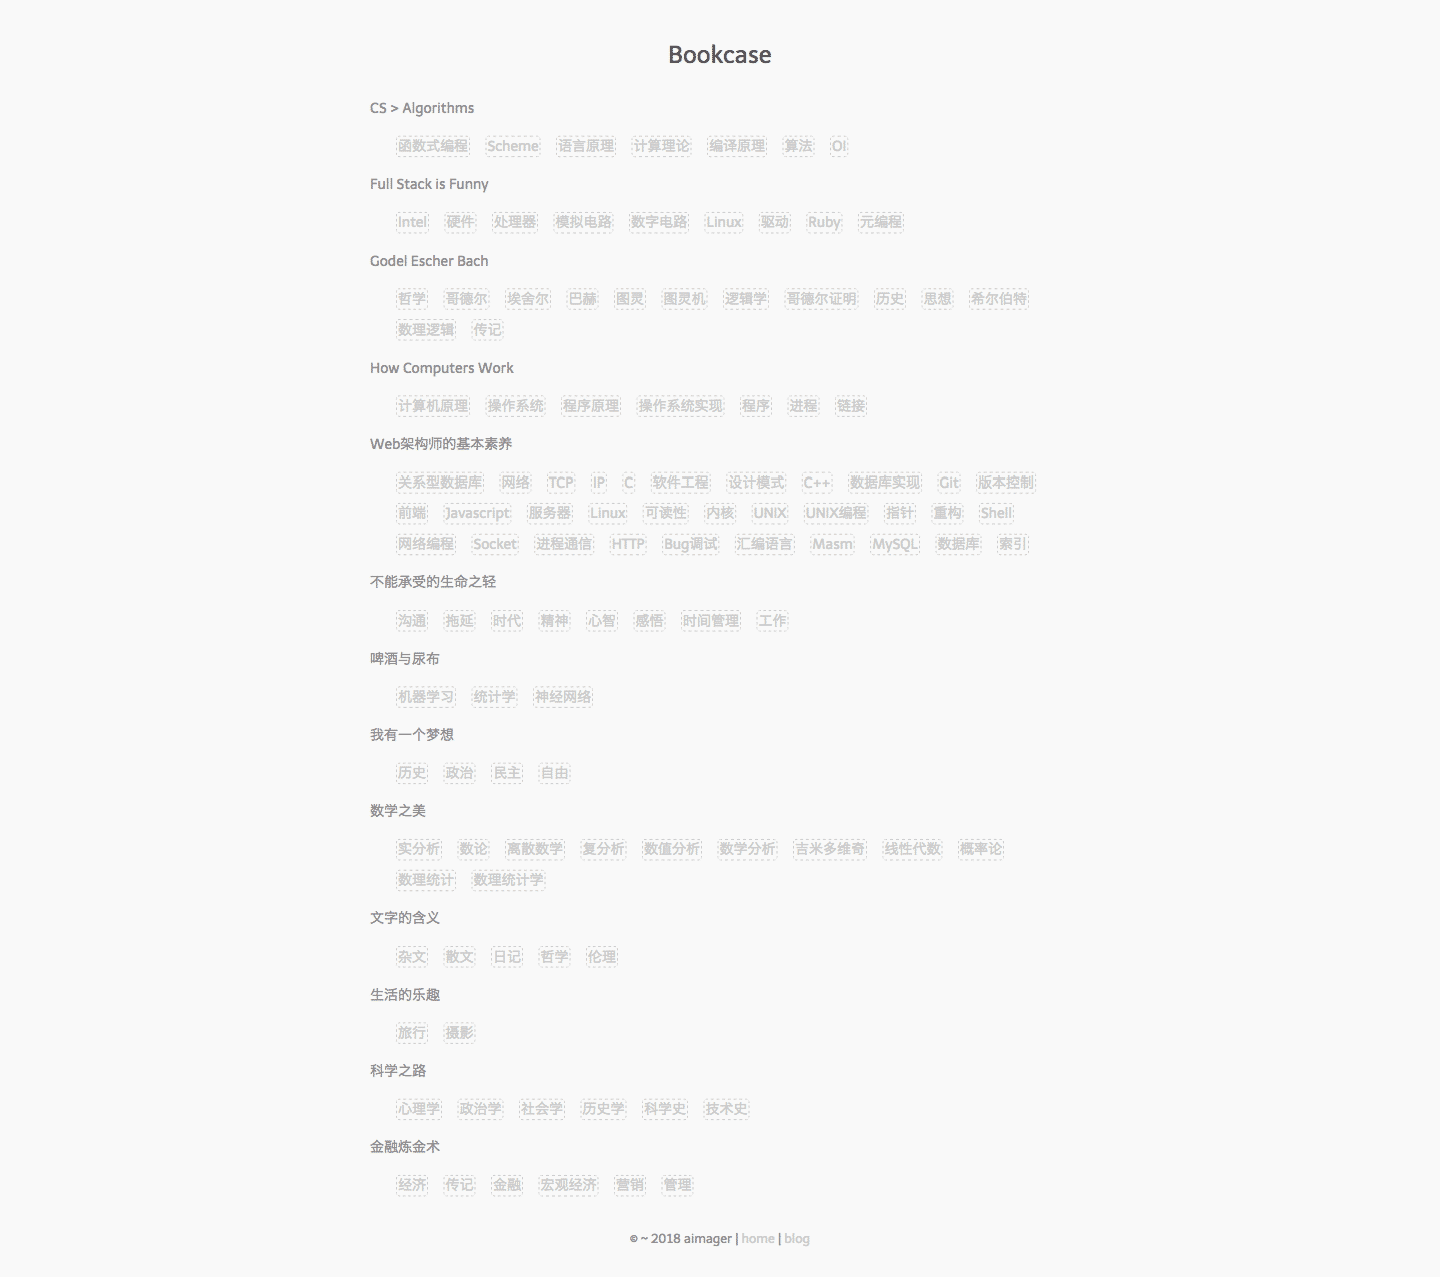 Bookcase
CS > Algorithms
函数式编程 Scheme 语言原理 计算理论 编译原理 算法 OI
Full Stack is Funny
Intel 硬件 处理器 模拟电路 数字电路 Linux 驱动 Ruby 元编程
Godel Escher Bach
哲学 哥德尔 埃舍尔 巴赫 图灵 图灵机 逻辑学 哥德尔证明 历史 思想 希尔伯特
数理逻辑 传记
How Computers Work
计算机原理 操作系统 程序原理 操作系统实现 程序 进程 链接
Web架构师的基本素养
关系型数据库 网络 TCP IP C 软件工程 设计模式 C++ 数据库实现 Git 版本控制
前端 Javascript 服务器 Linux 可读性 内核 UNIX UNIX编程 指针 重构 Shell
网络编程 Socket 进程通信 HTTP Bug调试 汇编语言 Masm MySQL 数据库 索引
不能承受的生命之轻
沟通 拖延 时代 精神 心智 感悟 时间管理 工作
啤酒与尿布
机器学习 统计学 神经网络
我有一个梦想
历史 政治 民主 自由
数学之美
实分析 数论 离散数学 复分析 数值分析 数学分析 吉米多维奇 线性代数 概率论
数理统计 数理统计学
文字的含义
杂文 散文 日记 哲学 伦理
生活的乐趣
旅行 摄影
科学之路
心理学 政治学 社会学 历史学 科学史 技术史
金融炼金术
经济 传记 金融 宏观经济 营销 管理
© ~ 2018 aimager | home | blog